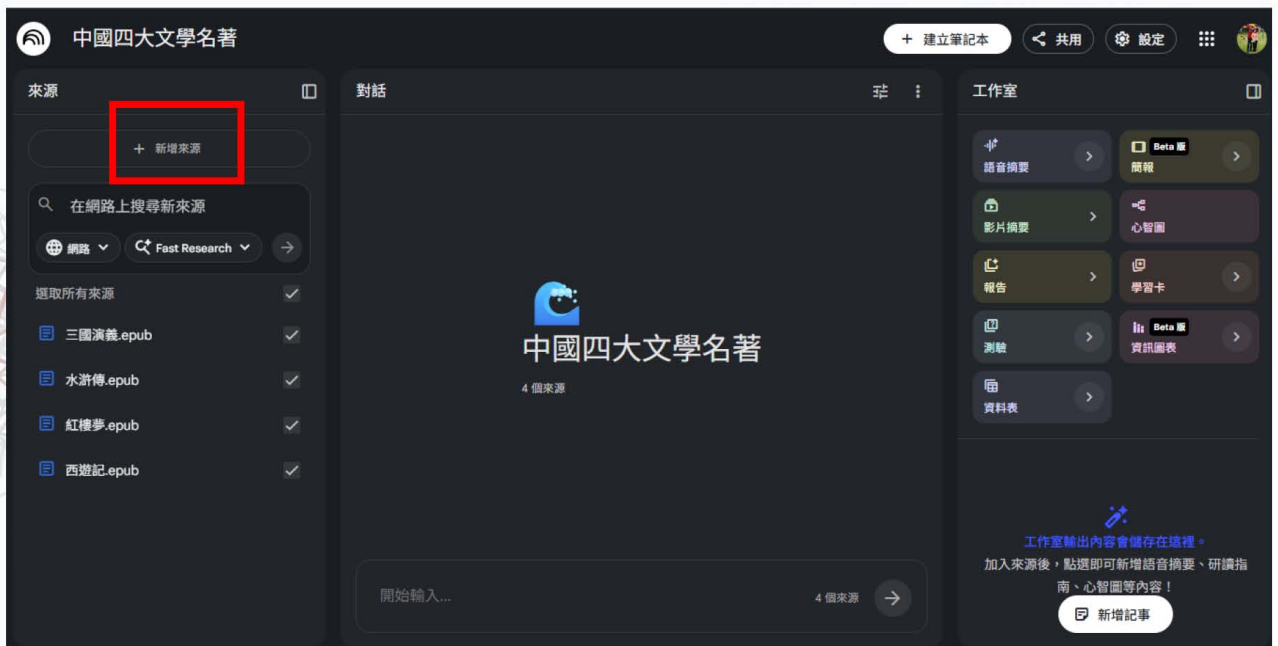 中國四大文學名著
+ 建立筆記本
共用
設定
來源
+ 新增來源
在網路上搜尋新來源
網路
Fast Research
選取所有來源
三國演義.epub
水滸傳.epub
紅樓夢.epub
西遊記.epub
對話
中國四大文學名著
4 個來源
開始輸入...
4 個來源
工作室
語音摘要
Beta 版
簡報
影片摘要
心智圖
報告
學習卡
測驗
Beta 版
資訊圖表
資料表
工作室輸出內容會儲存在這裡。
加入來源後,點選即可新增語音摘要、研讀指
南、心智圖等內容!
新增記事